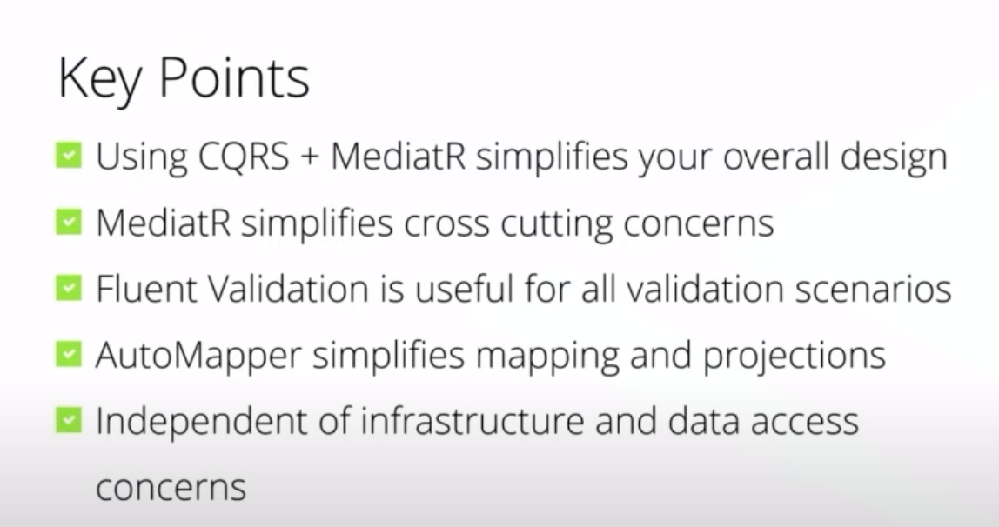 Key Points
Using CQRS + MediatR simplifies your overall design
MediatR simplifies cross cutting concerns
Fluent Validation is useful for all validation scenarios
AutoMapper simplifies mapping and projections
Independent of infrastructure and data access
concerns